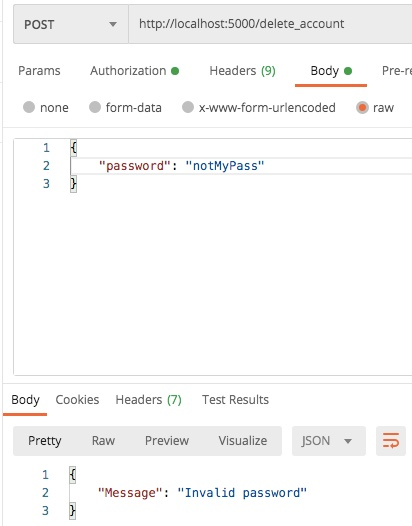 POST http://localhost:5000/delete_account
Params Authorization Headers (9) Body Pre-re
none form-data x-www-form-urlencoded raw
1 {
2 "password": "notMyPass"
3 }
Body Cookies Headers (7) Test Results
Pretty Raw Preview Visualize JSON
1 {
2 "Message": "Invalid password"
3 }